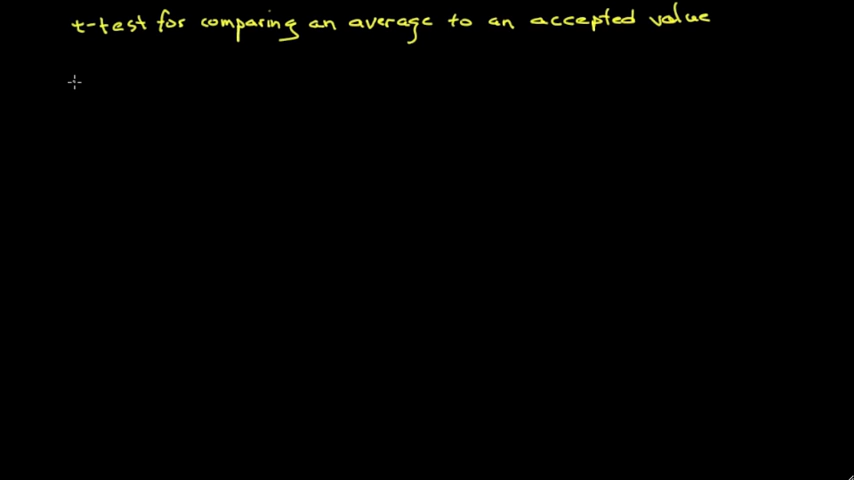 t-test for comparing an average to an accepted value